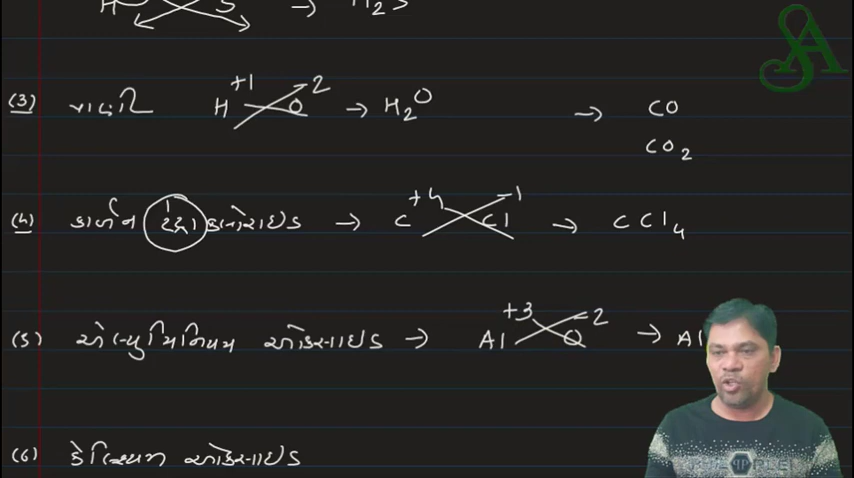 H S → H2S
(3) પાણી H +1 O -2 → H2O → CO
CO2
(4) કાર્બન ટેટ્રા ક્લોરાઇડ → C +4 Cl -1 → CCl4
(5) એલ્યુમિનિયમ ઓક્સાઇડ → Al +3 O -2 → Al
(6) કેલ્શિયમ ઓક્સાઇડ